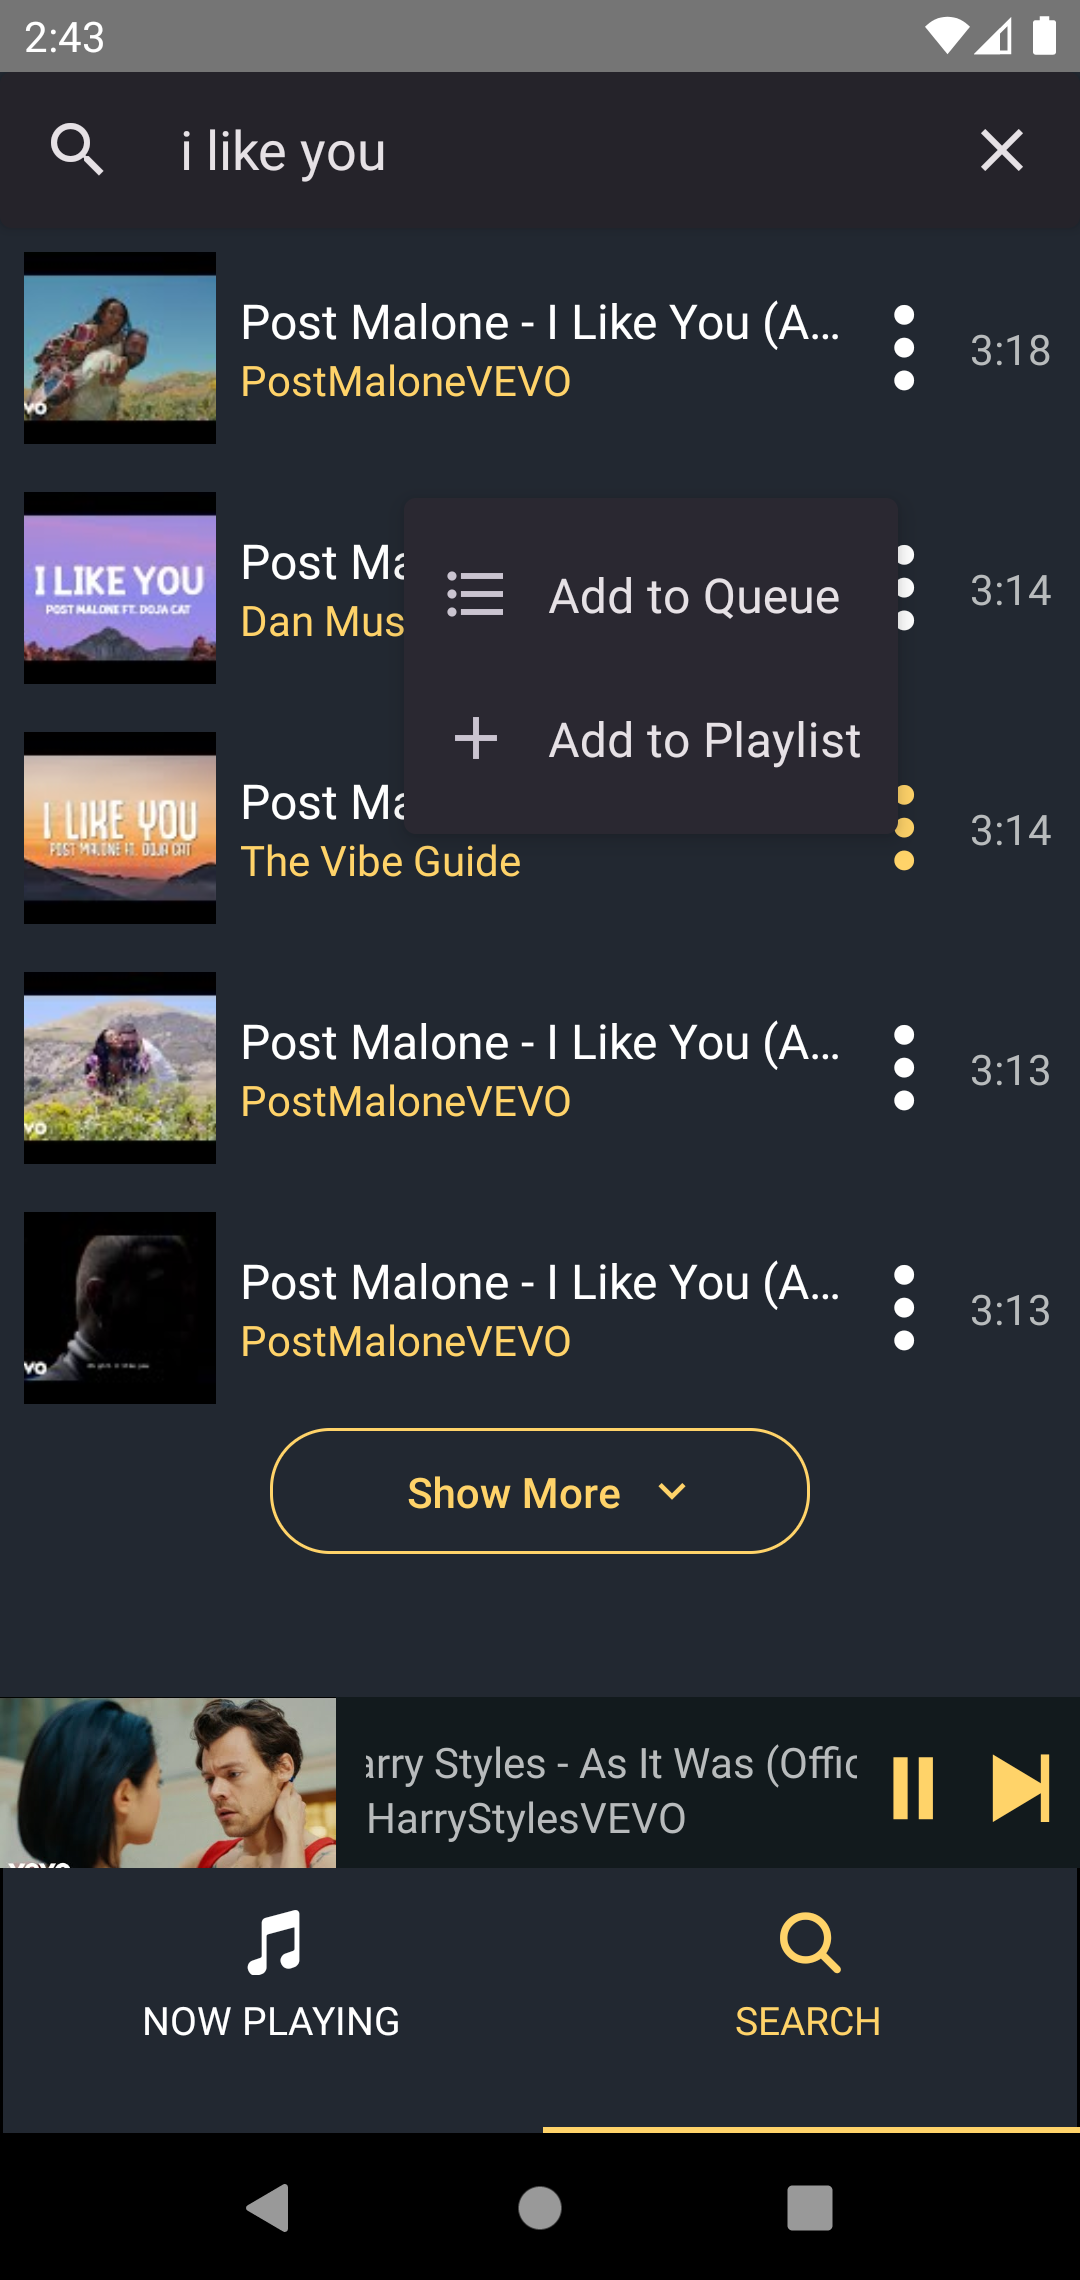 2:43
i like you
Post Malone - I Like You (A...
PostMaloneVEVO
3:18
I LIKE YOU
POST MALONE FT. DOJA CAT
Post Ma
Dan Mus
3:14
Add to Queue
Add to Playlist
I LIKE YOU
POST MALONE FT. DOJA CAT
Post Ma
The Vibe Guide
3:14
VO
Post Malone - I Like You (A...
PostMaloneVEVO
3:13
VO
Post Malone - I Like You (A...
PostMaloneVEVO
3:13
Show More
arry Styles - As It Was (Offic
HarryStylesVEVO
NOW PLAYING
SEARCH